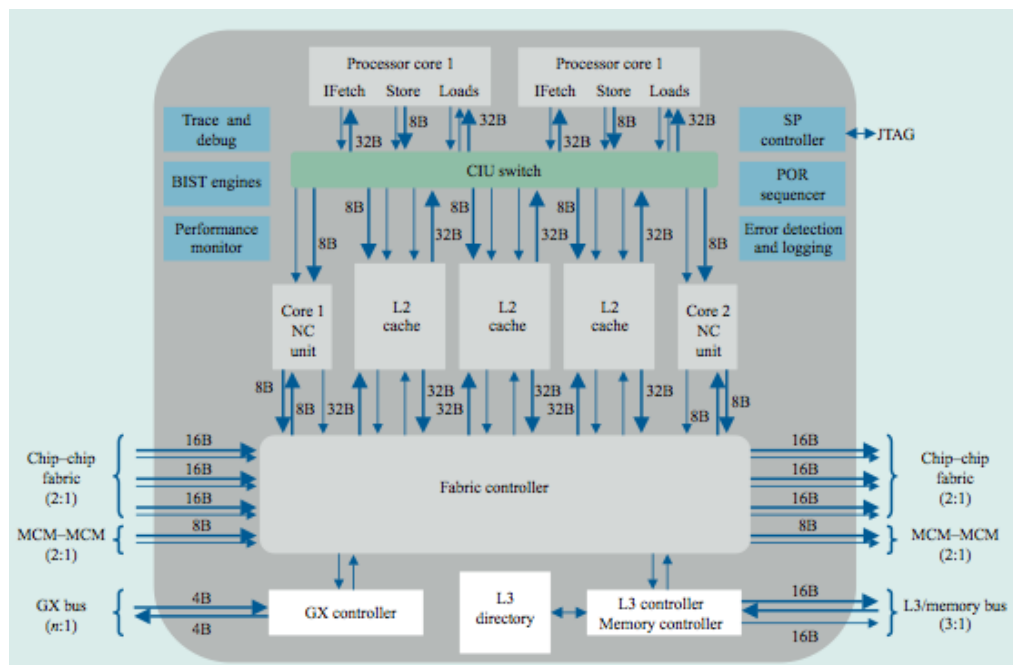 Processor core 1
IFetch Store Loads
Processor core 1
IFetch Store Loads
8B
32B
32B
8B
32B
32B
Trace and
debug
BIST engines
Performance
monitor
SP
controller
JTAG
POR
sequencer
Error detection
and logging
CIU switch
8B
8B
32B
8B
32B
8B
32B
8B
Core 1
NC
unit
L2
cache
L2
cache
L2
cache
Core 2
NC
unit
8B
8B
32B
32B
32B
32B
32B
32B
8B
8B
Chip–chip
fabric
(2:1)
16B
16B
16B
MCM–MCM
(2:1)
8B
Fabric controller
16B
16B
16B
Chip–chip
fabric
(2:1)
8B
MCM–MCM
(2:1)
GX bus
(n:1)
4B
4B
GX controller
L3
directory
L3 controller
Memory controller
16B
16B
L3/memory bus
(3:1)